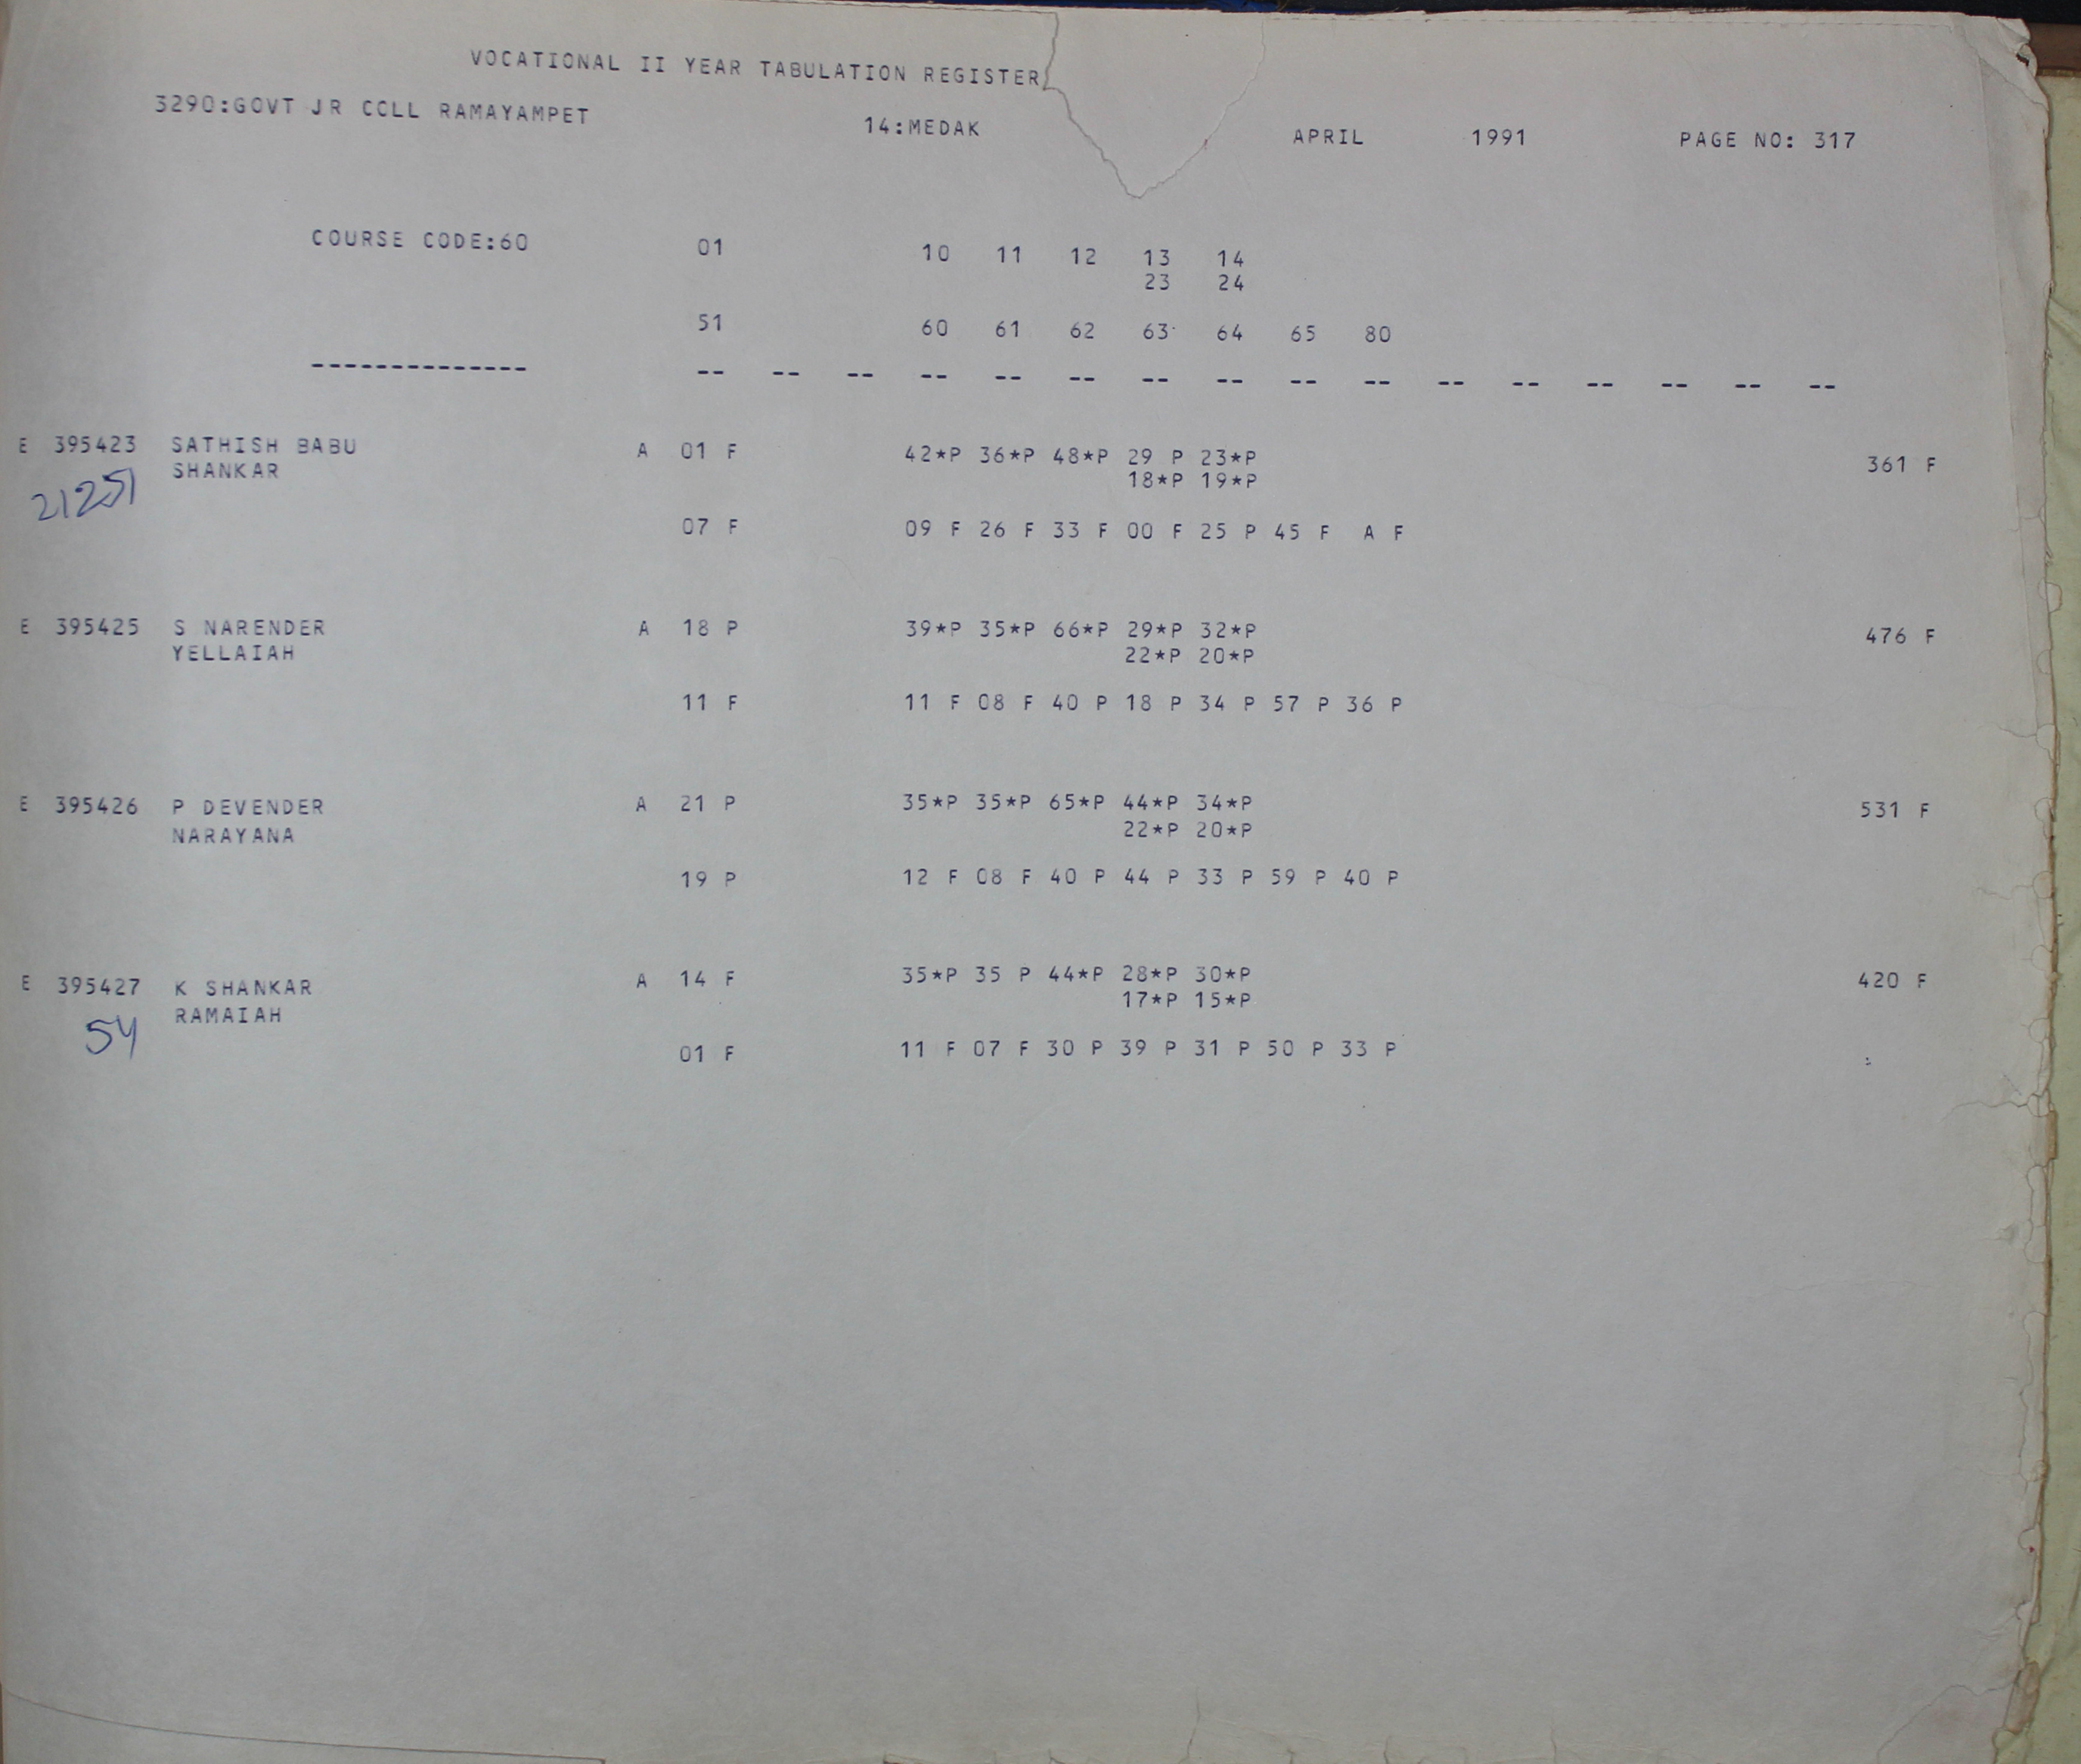 VOCATIONAL II YEAR TABULATION REGISTER
3290:GOVT JR COLL RAMAYAMPET 14:MEDAK APRIL 1991 PAGE NO: 317
COURSE CODE:60 01 10 11 12 13 14
23 24
51 60 61 62 63 64 65 80
-------------- -- -- -- -- -- -- -- -- -- -- -- -- -- -- -- --
E 395423 SATHISH BABU A 01 F 42*P 36*P 48*P 29 P 23*P 361 F
SHANKAR 18*P 19*P
21251
07 F 09 F 26 F 33 F 00 F 25 P 45 F A F
E 395425 S NARENDER A 18 P 39*P 35*P 66*P 29*P 32*P 476 F
YELLAIAH 22*P 20*P
11 F 11 F 08 F 40 P 18 P 34 P 57 P 36 P
E 395426 P DEVENDER A 21 P 35*P 35*P 65*P 44*P 34*P 531 F
NARAYANA 22*P 20*P
19 P 12 F 08 F 40 P 44 P 33 P 59 P 40 P
E 395427 K SHANKAR A 14 F 35*P 35 P 44*P 28*P 30*P 420 F
RAMAIAH 17*P 15*P
54
01 F 11 F 07 F 30 P 39 P 31 P 50 P 33 P